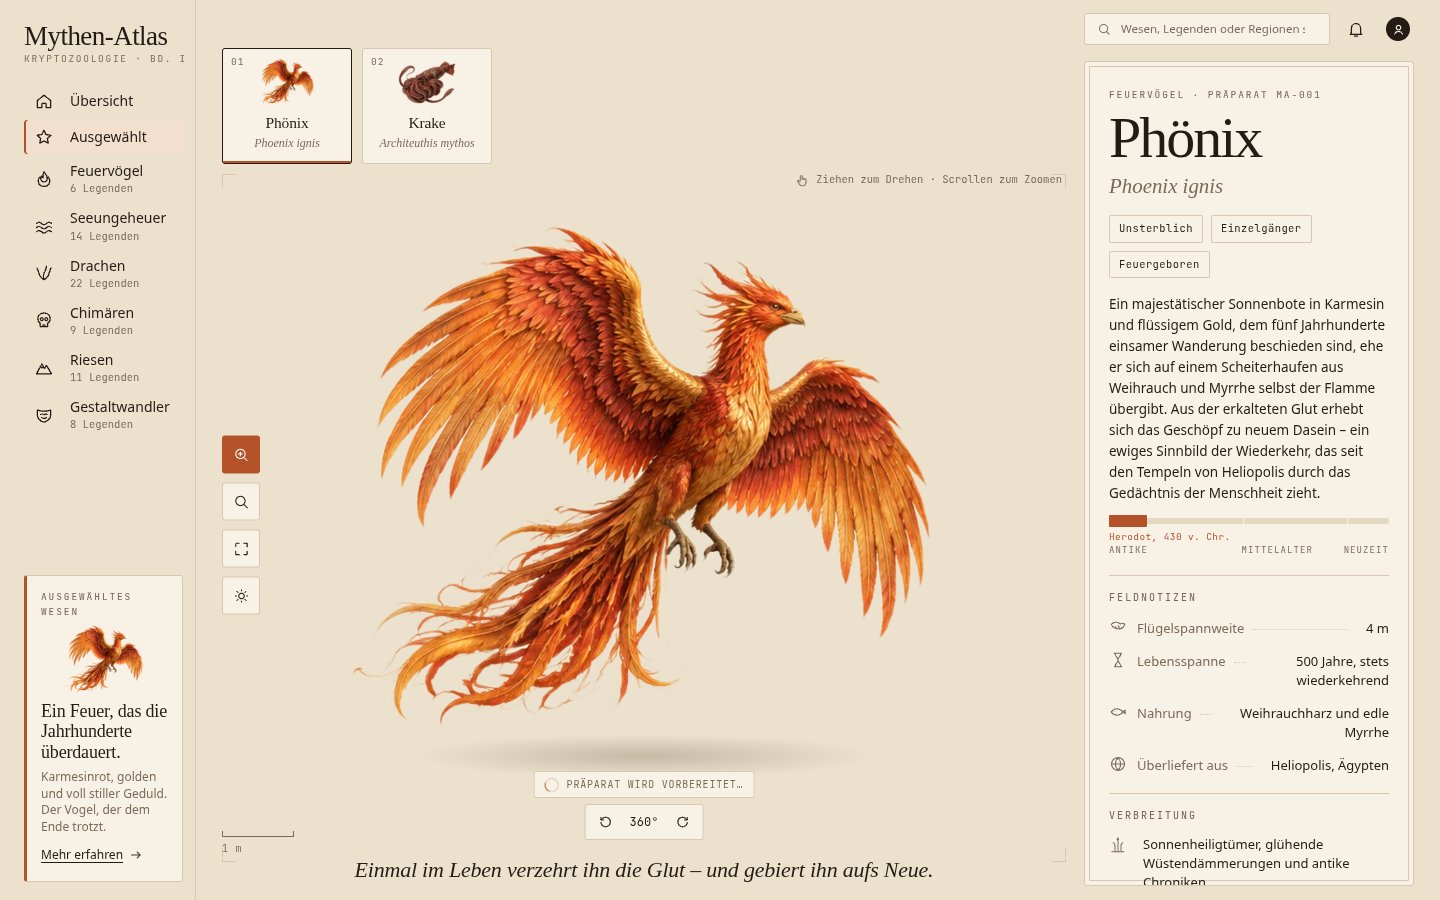 Mythen-Atlas
KRYPTOZOOLOGIE · BD. I
Übersicht
Ausgewählt
Feuervögel
6 Legenden
Seeungeheuer
14 Legenden
Drachen
22 Legenden
Chimären
9 Legenden
Riesen
11 Legenden
Gestaltwandler
8 Legenden
AUSGEWÄHLTES
WESEN
Ein Feuer, das die
Jahrhunderte
überdauert.
Karmesinrot, golden
und voll stiller Geduld.
Der Vogel, der dem
Ende trotzt.
Mehr erfahren
01
Phönix
Phoenix ignis
02
Krake
Architeuthis mythos
Ziehen zum Drehen · Scrollen zum Zoomen
PRÄPARAT WIRD VORBEREITET…
360°
1 m
Einmal im Leben verzehrt ihn die Glut – und gebiert ihn aufs Neue.
Wesen, Legenden oder Regionen
FEUERVÖGEL · PRÄPARAT MA-001
Phönix
Phoenix ignis
Unsterblich
Einzelgänger
Feuergeboren
Ein majestätischer Sonnenbote in Karmesin
und flüssigem Gold, dem fünf Jahrhunderte
einsamer Wanderung beschieden sind, ehe
er sich auf einem Scheiterhaufen aus
Weihrauch und Myrrhe selbst der Flamme
übergibt. Aus der erkalteten Glut erhebt
sich das Geschöpf zu neuem Dasein – ein
ewiges Sinnbild der Wiederkehr, das seit
den Tempeln von Heliopolis durch das
Gedächtnis der Menschheit zieht.
Herodot, 430 v. Chr.
ANTIKE MITTELALTER NEUZEIT
FELDNOTIZEN
Flügelspannweite 4 m
Lebensspanne 500 Jahre, stets
wiederkehrend
Nahrung Weihrauchharz und edle
Myrrhe
Überliefert aus Heliopolis, Ägypten
VERBREITUNG
Sonnenheiligtümer, glühende
Wüstendämmerungen und antike
Chroniken